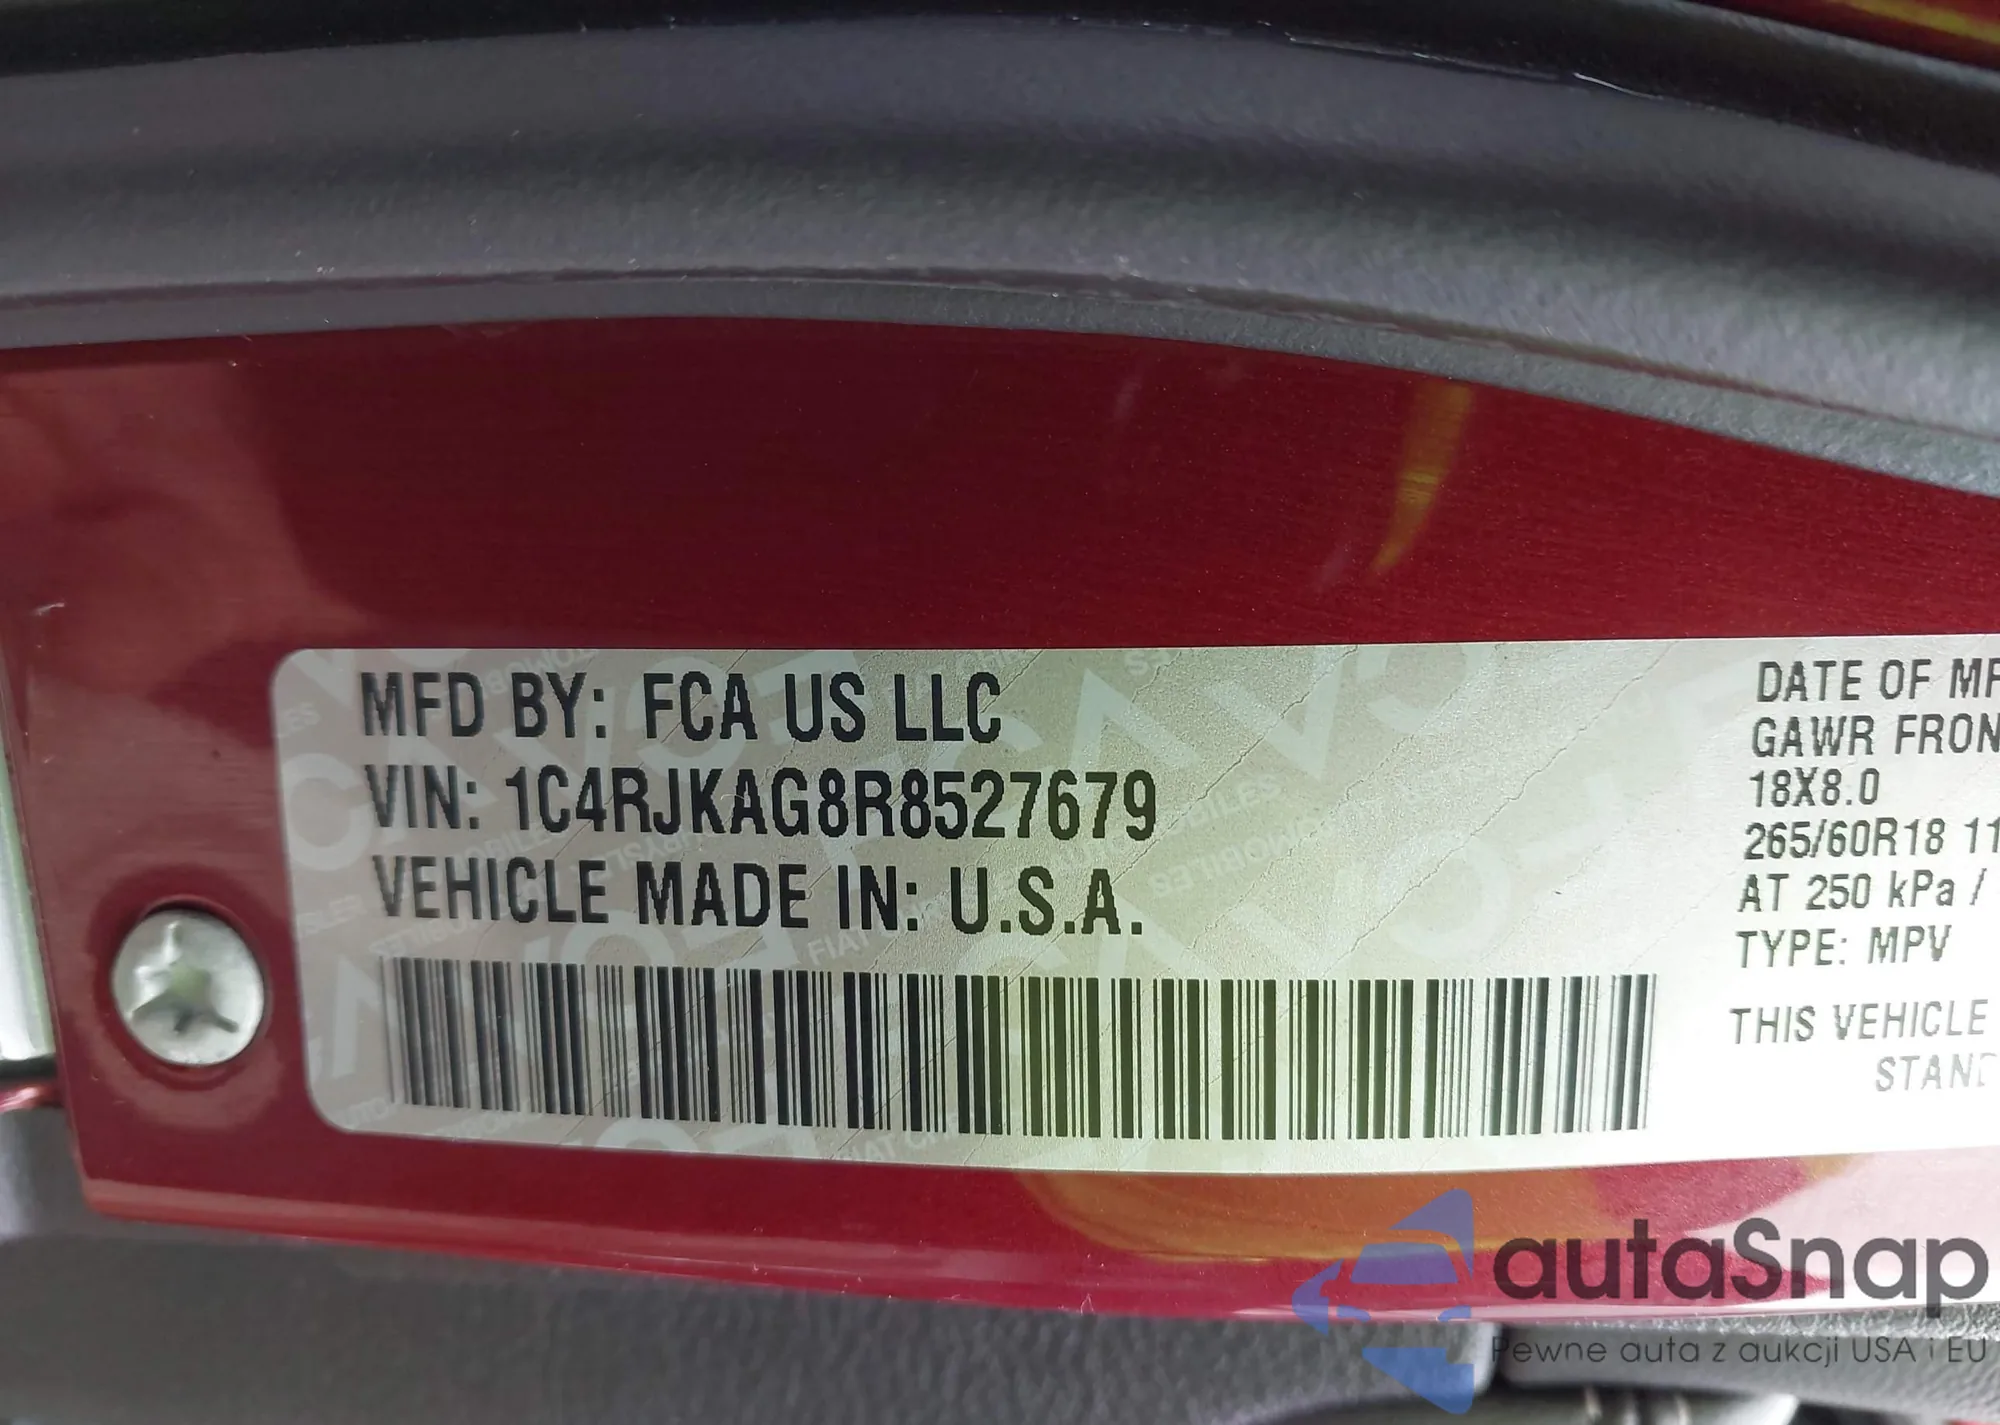 MFD BY: FCA US LLC
VIN: 1C4RJKAG8R8527679
VEHICLE MADE IN: U.S.A.
DATE OF
GAWR
18X8.0
265/60R18
AT 250 kPa /
TYPE: MPV
THIS VEHICLE
autaSnap
Pewne auta z aukcji USA i EU